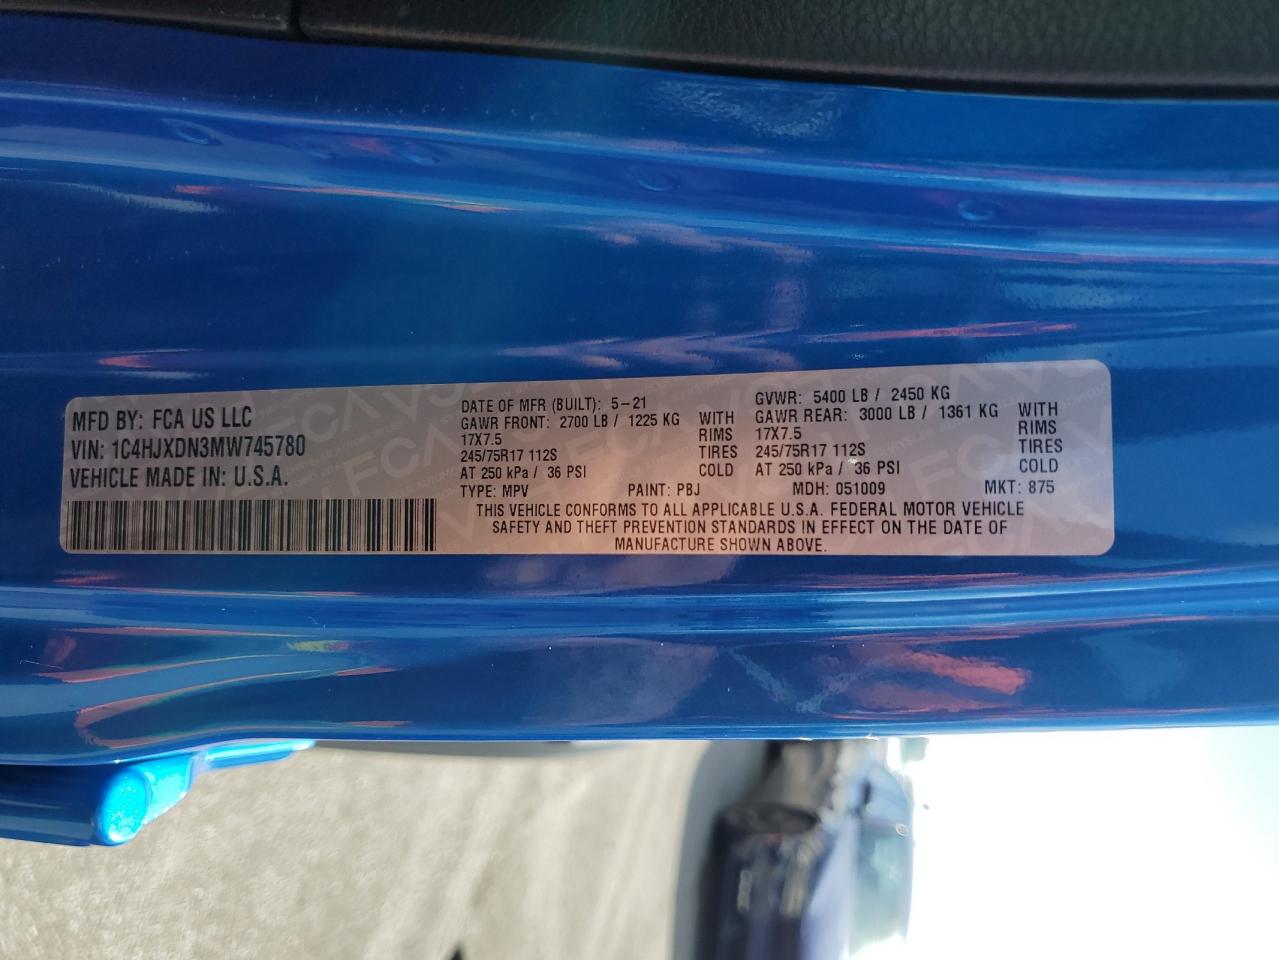 MFD BY: FCA US LLC
VIN: 1C4HJXDN3MW745780
VEHICLE MADE IN: U.S.A.
DATE OF MFR (BUILT): 5-21
GAWR FRONT: 2700 LB / 1225 KG WITH
17X7.5 RIMS
245/75R17 112S TIRES
AT 250 kPa / 36 PSI COLD
GVWR: 5400 LB / 2450 KG
GAWR REAR: 3000 LB / 1361 KG WITH
17X7.5 RIMS
245/75R17 112S TIRES
AT 250 kPa / 36 PSI COLD
TYPE: MPV PAINT: PBJ MDH: 051009 MKT: 875
THIS VEHICLE CONFORMS TO ALL APPLICABLE U.S.A. FEDERAL MOTOR VEHICLE
SAFETY AND THEFT PREVENTION STANDARDS IN EFFECT ON THE DATE OF
MANUFACTURE SHOWN ABOVE.